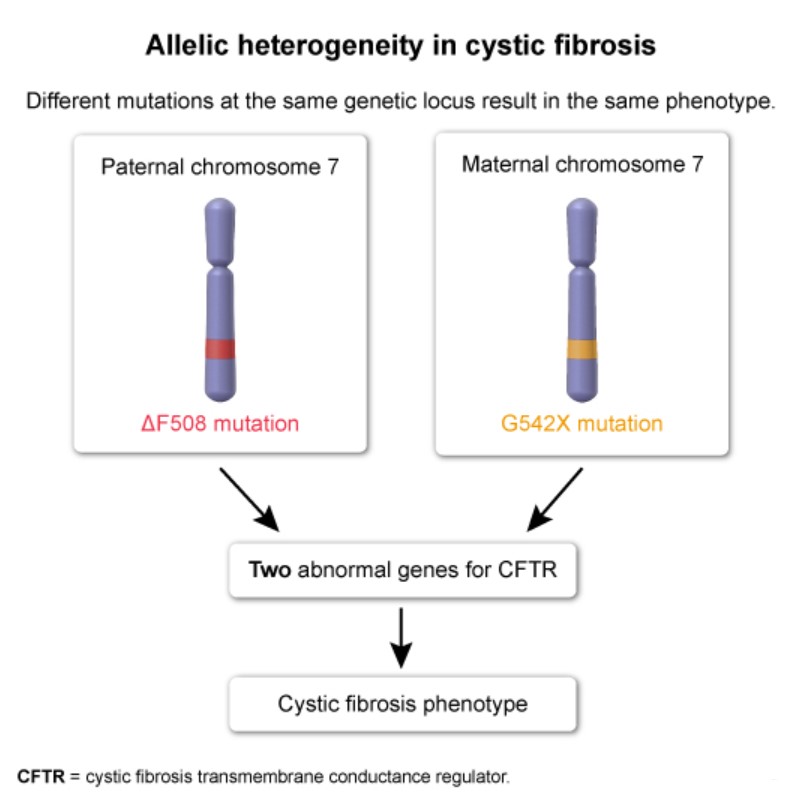 Allelic heterogeneity in cystic fibrosis
Different mutations at the same genetic locus result in the same phenotype.
Paternal chromosome 7
Maternal chromosome 7
ΔF508 mutation
G542X mutation
Two abnormal genes for CFTR
Cystic fibrosis phenotype
CFTR = cystic fibrosis transmembrane conductance regulator.